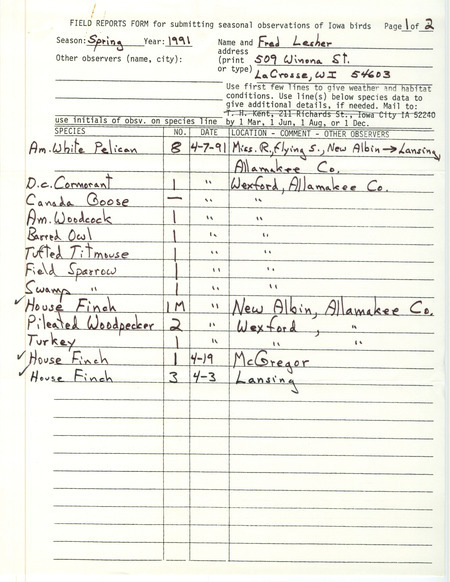 FIELD REPORTS FORM for submitting seasonal observations of Iowa birds Page 1 of 2
Season: Spring Year: 1991 Name and Fred Lesher
address
Other observers (name, city): (print 509 Winona St.
or type) LaCrosse, WI 54603
Use first few lines to give weather and habitat
conditions. Use line(s) below species data to
give additional details, if needed. Mail to:
T. H. Kent, 211 Richards St., Iowa City IA 52240
use initials of obsv. on species line by 1 Mar, 1 Jun, 1 Aug, or 1 Dec.
SPECIES NO. DATE LOCATION - COMMENT - OTHER OBSERVERS
Am. White Pelican 8 4-7-91 Miss. R., flying S., New Albin → Lansing,
Allamakee Co.
D.c. Cormorant 1 " Wexford, Allamakee Co.
Canada Goose — " "
Am. Woodcock 1 " "
Barred Owl 1 " "
Tufted Titmouse 1 " "
Field Sparrow 1 " "
Swamp " 1 " "
✓ House Finch 1M " New Albin, Allamakee Co.
Pileated Woodpecker 2 " Wexford , "
Turkey 1 " " "
✓ House Finch 1 4-19 McGregor
✓ House Finch 3 4-3 Lansing